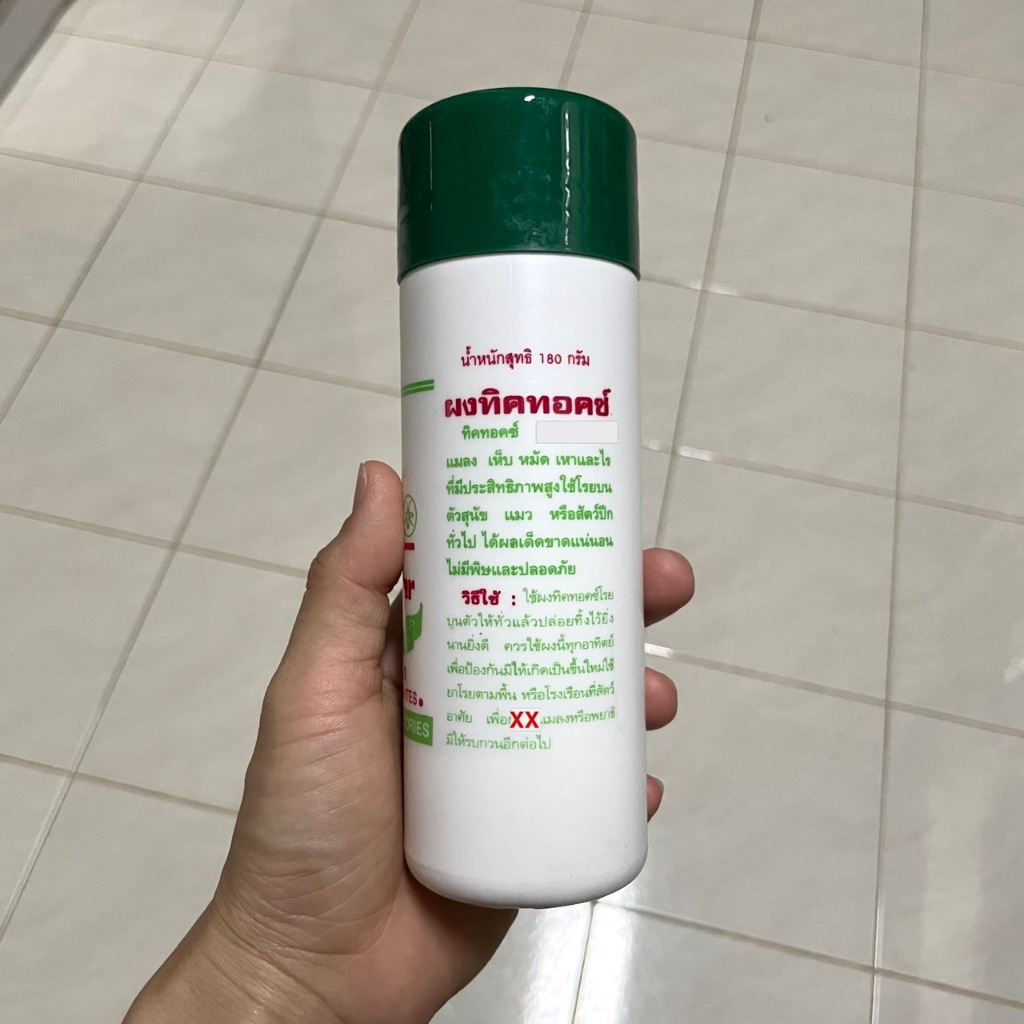 น้ำหนักสุทธิ 180 กรัม
ผงทิคทอคซ์
ทิคทอคซ์
แมลง เห็บ หมัด เหาและไร
ที่มีประสิทธิภาพสูงใช้โรยบน
ตัวสุนัข แมว หรือสัตว์ปีก
ทั่วไป ได้ผลเด็ดขาดแน่นอน
ไม่มีพิษและปลอดภัย
วิธีใช้ : ใช้ผงทิคทอคซ์โรย
บนตัวให้ทั่วแล้วปล่อยทิ้งไว้ยิ่ง
นานยิ่งดี ควรใช้ผงนี้ทุกอาทิตย์
เพื่อป้องกันมิให้เกิดเป็นขึ้นใหม่ใช้
ยาโรยตามพื้น หรือโรงเรือนที่สัตว์
อาศัย เพื่อ XX แมลงหรือพยาธิ
มิให้รบกวนอีกต่อไป